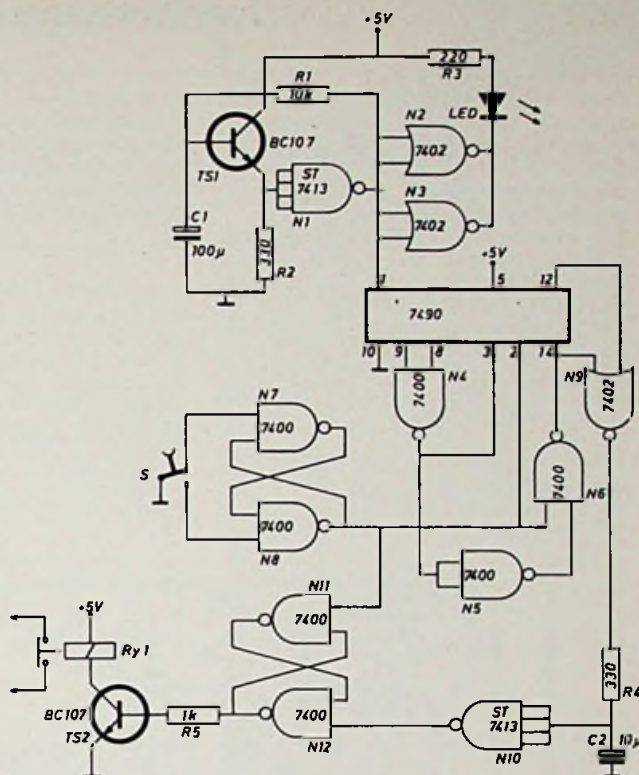 +5V
220
R3
R1
10k
LED
N2
7402
BC107
TS1
ST
7413
N1
N3
7402
C1
100µ
330
R2
+5V
1
5
12
7490
10
9
8
3
2
14
7400
N4
N9
7402
N7
7400
S
7400
N8
7400
N6
7400
N5
N11
7400
+5V
Ry1
330
R4
BC107
TS2
1k
R5
7400
N12
ST
7413
N10
C2
10µ